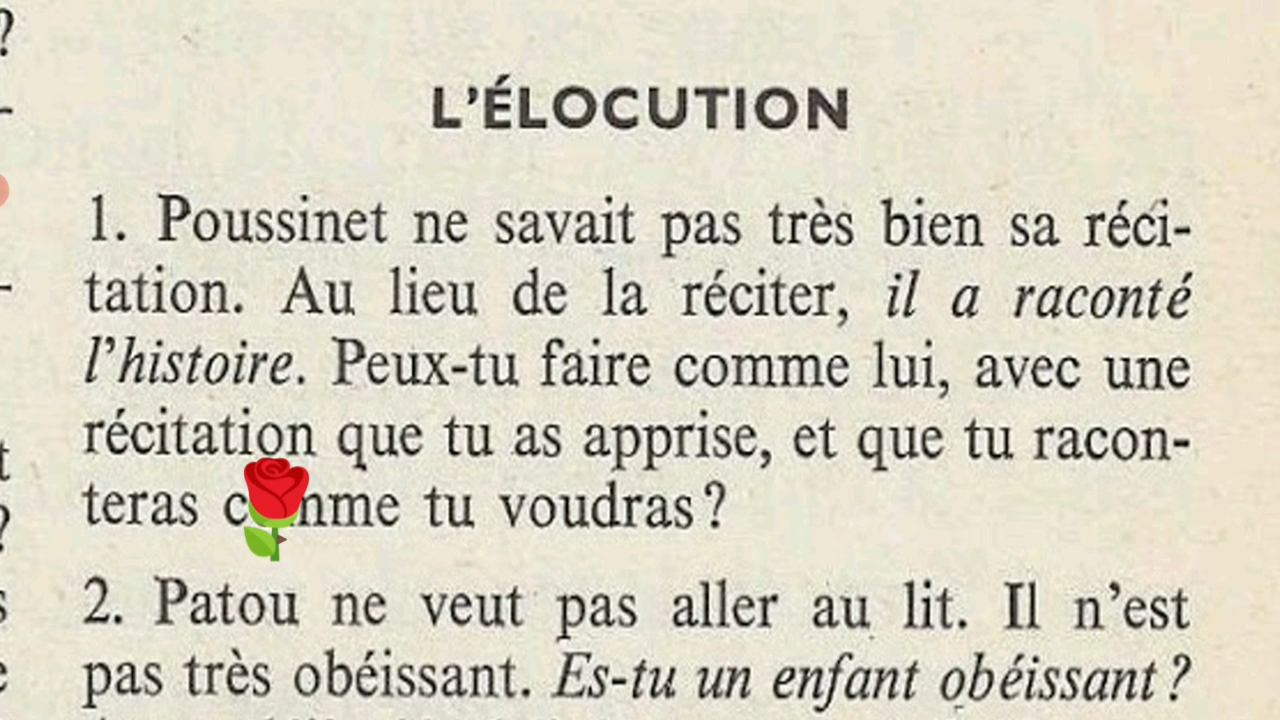 L'ÉLOCUTION
1. Poussinet ne savait pas très bien sa réci-
tation. Au lieu de la réciter, il a raconté
l'histoire. Peux-tu faire comme lui, avec une
récitation que tu as apprise, et que tu racon-
teras comme tu voudras ?
2. Patou ne veut pas aller au lit. Il n'est
pas très obéissant. Es-tu un enfant obéissant ?